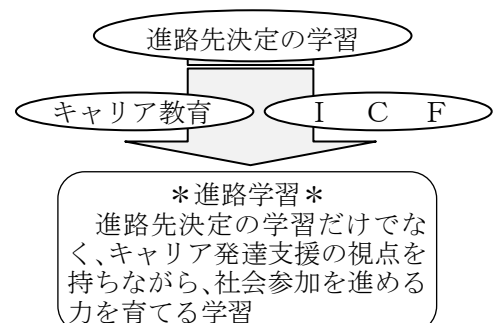 進路先決定の学習
キャリア教育
I C F
＊進路学習＊
進路先決定の学習だけでな
く、キャリア発達支援の視点を
持ちながら、社会参加を進める
力を育てる学習